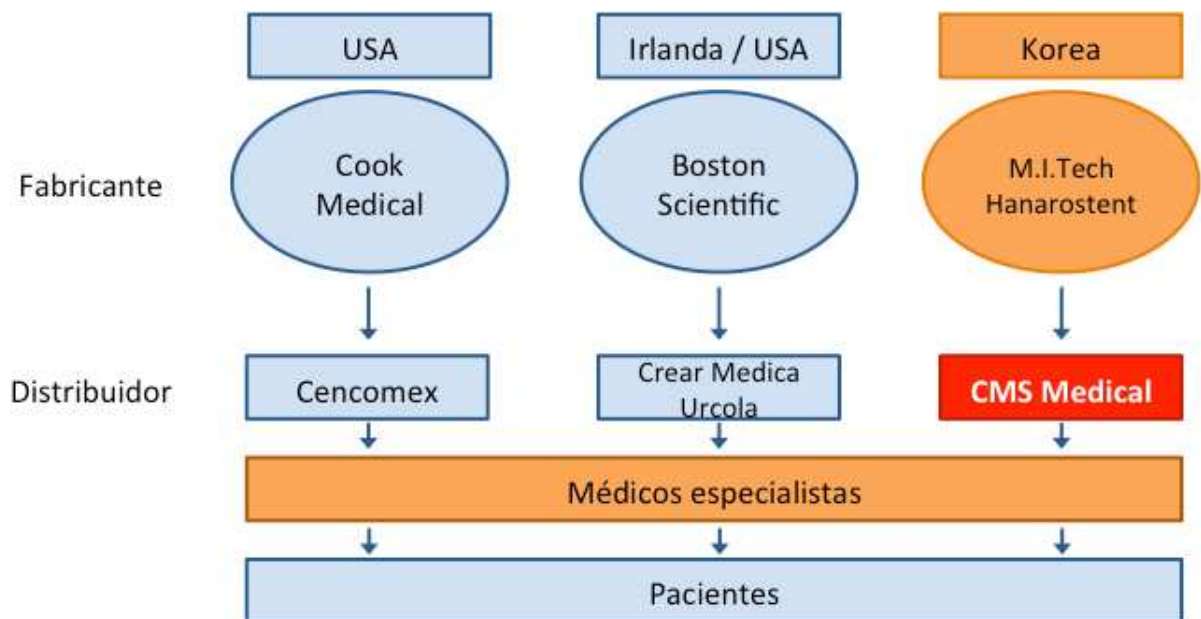 USA
Irlanda / USA
Korea
Fabricante
Cook
Medical
Boston
Scientific
M.I.Tech
Hanarostent
Distribuidor
Cencomex
Crear Medica
Urcola
CMS Medical
Médicos especialistas
Pacientes